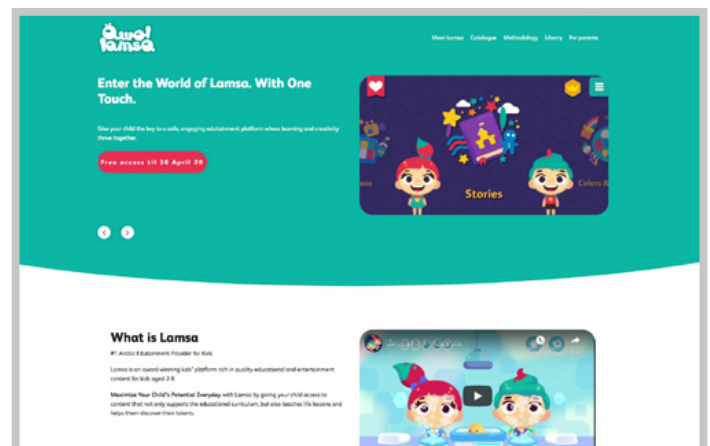 لمسة
lamsa
Meet Lamsa Catalogue Methodology Library For parents
Enter the World of Lamsa. With One
Touch.
Give your child the key to a safe, engaging edutainment platform where learning and creativity
thrive together.
Free access til 30 April 20
Stories
Colors &
What is Lamsa
#1 Arabic Edutainment Provider for Kids
Lamsa is an award-winning kids' platform rich in quality educational and entertainment
content for kids aged 2-8.
Maximize Your Child's Potential Everyday with Lamsa by giving your child access to
content that not only supports the educational curriculum, but also teaches life lessons and
helps them discover their talents.